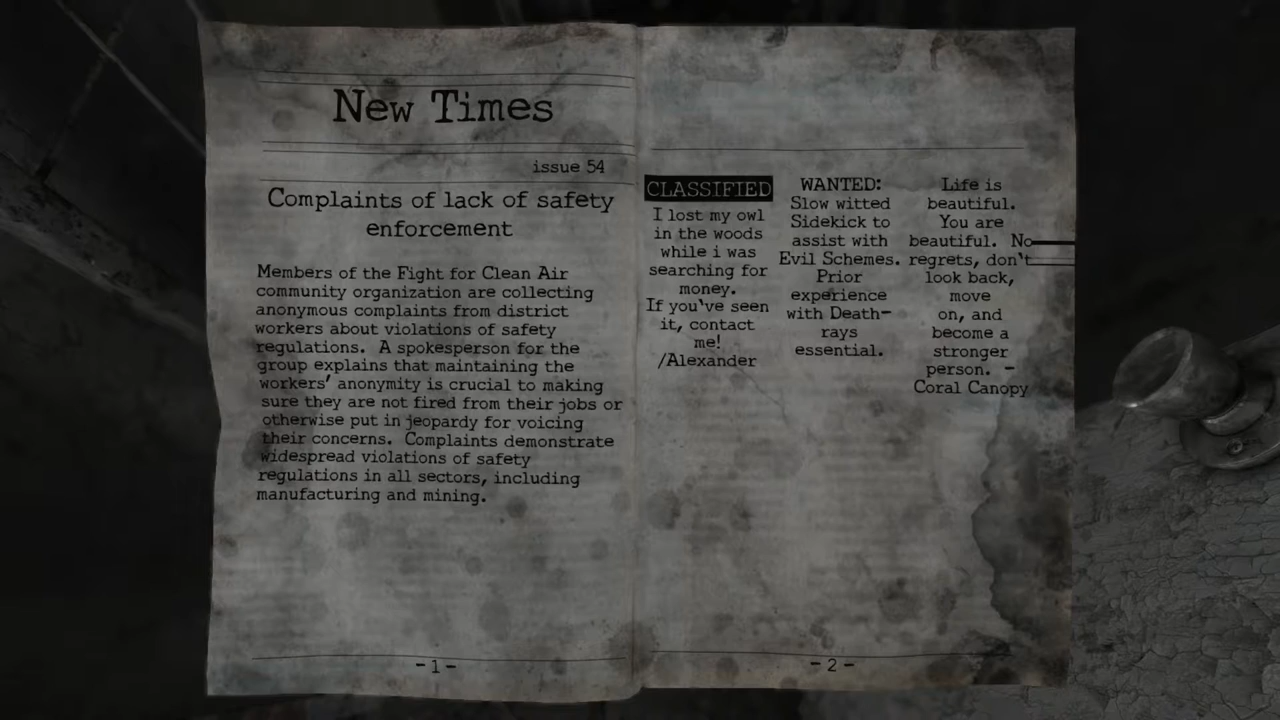 New Times
issue 54
Complaints of lack of safety
enforcement
Members of the Fight for Clean Air
community organization are collecting
anonymous complaints from district
workers about violations of safety
regulations. A spokesperson for the
group explains that maintaining the
workers' anonymity is crucial to making
sure they are not fired from their jobs or
otherwise put in jeopardy for voicing
their concerns. Complaints demonstrate
widespread violations of safety
regulations in all sectors, including
manufacturing and mining.
- 1 -
CLASSIFIED
I lost my owl
in the woods
while i was
searching for
money.
If you've seen
it, contact
me!
/Alexander
WANTED:
Slow witted
Sidekick to
assist with
Evil Schemes.
Prior
experience
with Death-
rays
essential.
Life is
beautiful.
You are
beautiful. No
regrets, don't
look back,
move
on, and
become a
stronger
person. -
Coral Canopy
- 2 -